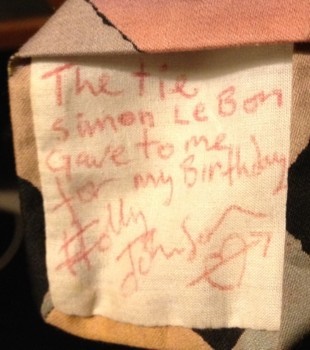 The tie
Simon Le Bon
Gave to me
for my Birthday
Holly
Johnson